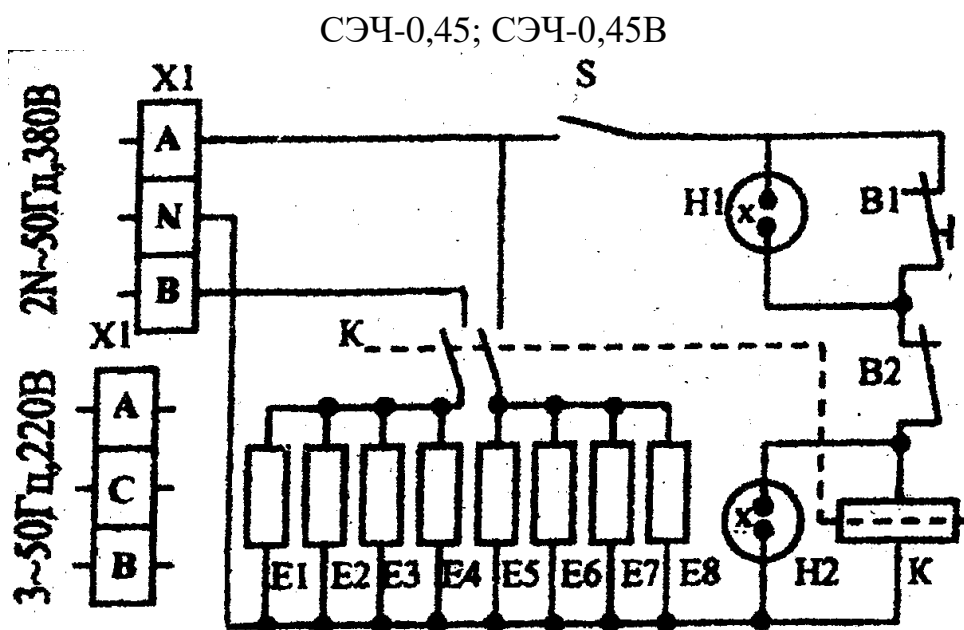 СЭЧ-0,45; СЭЧ-0,45В
X1
S
2N~50Гц,380В
A
N
B
H1
x
B1
X1
K
B2
3~50Гц,220В
A
C
B
x
E1 E2 E3 E4 E5 E6 E7 E8 H2 K